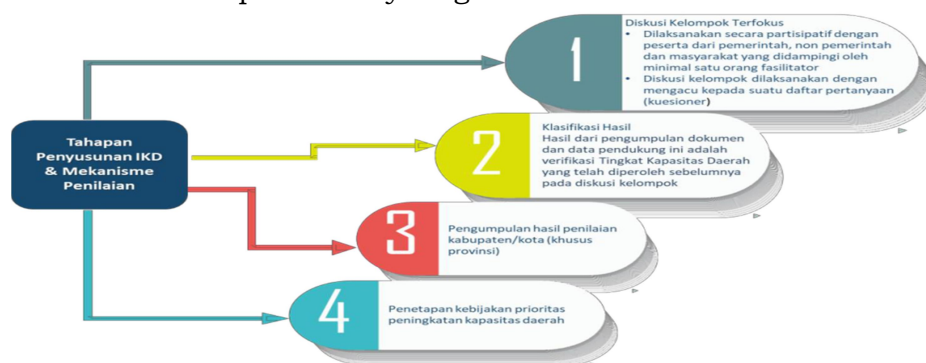 Tahapan
Penyusunan IKD
& Mekanisme
Penilaian
1
Diskusi Kelompok Terfokus
• Dilaksanakan secara partisipatif dengan
peserta dari pemerintah, non pemerintah
dan masyarakat yang didampingi oleh
minimal satu orang fasilitator
• Diskusi kelompok dilaksanakan dengan
mengacu kepada suatu daftar pertanyaan
(kuesioner)
2
Klasifikasi Hasil
Hasil dari pengumpulan dokumen
dan data pendukung ini adalah
verifikasi Tingkat Kapasitas Daerah
yang telah diperoleh sebelumnya
pada diskusi kelompok
3
Pengumpulan hasil penilaian
kabupaten/kota (khusus
provinsi)
4
Penetapan kebijakan prioritas
peningkatan kapasitas daerah